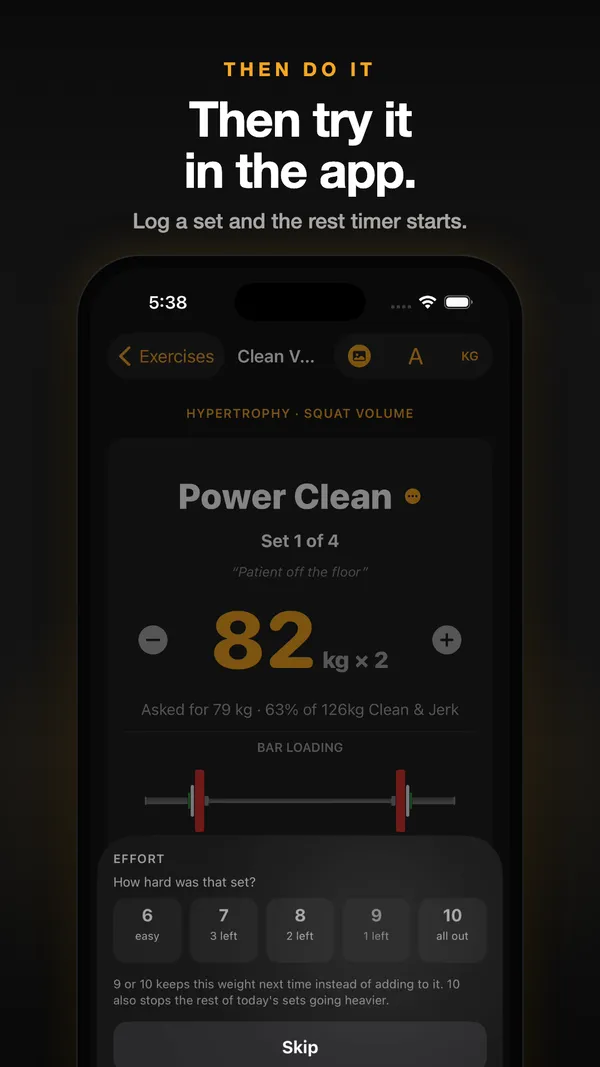 THEN DO IT
Then try it
in the app.
Log a set and the rest timer starts.
5:38
Exercises
Clean V...
A
KG
HYPERTROPHY · SQUAT VOLUME
Power Clean
Set 1 of 4
“Patient off the floor”
82 kg × 2
Asked for 79 kg · 63% of 126kg Clean & Jerk
BAR LOADING
EFFORT
How hard was that set?
6 7 8 9 10
easy 3 left 2 left 1 left all out
9 or 10 keeps this weight next time instead of adding to it. 10
also stops the rest of today's sets going heavier.
Skip